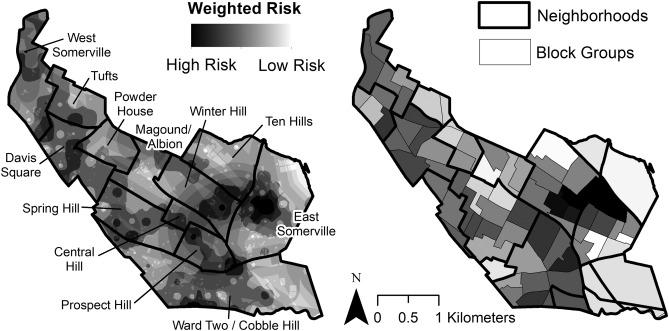 Weighted Risk
High Risk
Low Risk
West
Somerville
Tufts
Powder
House
Magound/
Albion
Winter Hill
Ten Hills
Davis
Square
Spring Hill
East
Somerville
Central
Hill
Prospect Hill
Ward Two / Cobble Hill
Neighborhoods
Block Groups
N
0 0.5 1 Kilometers